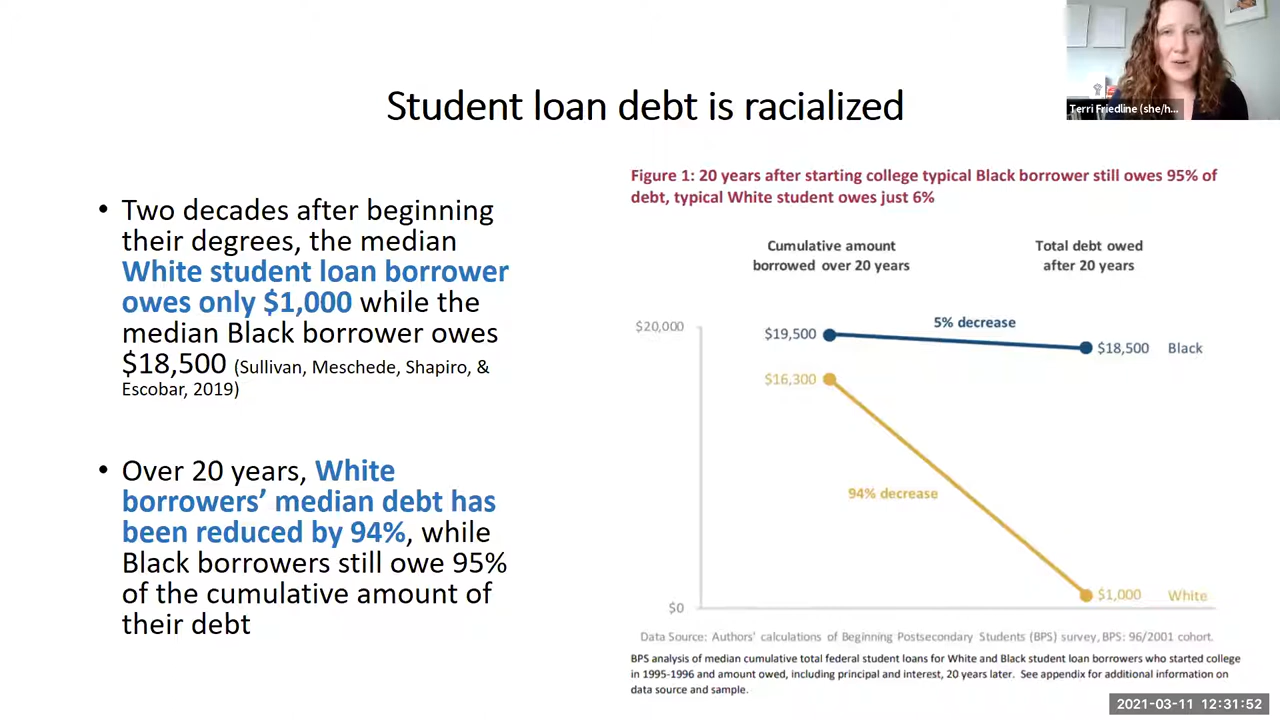 Terri Friedline (she/h...
Student loan debt is racialized
• Two decades after beginning
their degrees, the median
White student loan borrower
owes only $1,000 while the
median Black borrower owes
$18,500 (Sullivan, Meschede, Shapiro, &
Escobar, 2019)
• Over 20 years, White
borrowers’ median debt has
been reduced by 94%, while
Black borrowers still owe 95%
of the cumulative amount of
their debt
Figure 1: 20 years after starting college typical Black borrower still owes 95% of
debt, typical White student owes just 6%
Cumulative amount
borrowed over 20 years
Total debt owed
after 20 years
$20,000
$19,500
5% decrease
$18,500 Black
$16,300
94% decrease
$1,000 White
$0
Data Source: Authors' calculations of Beginning Postsecondary Students (BPS) survey, BPS: 96/2001 cohort.
BPS analysis of median cumulative total federal student loans for White and Black student loan borrowers who started college
in 1995-1996 and amount owed, including principal and interest, 20 years later. See appendix for additional information on
data source and sample.
2021-03-11 12:31:52